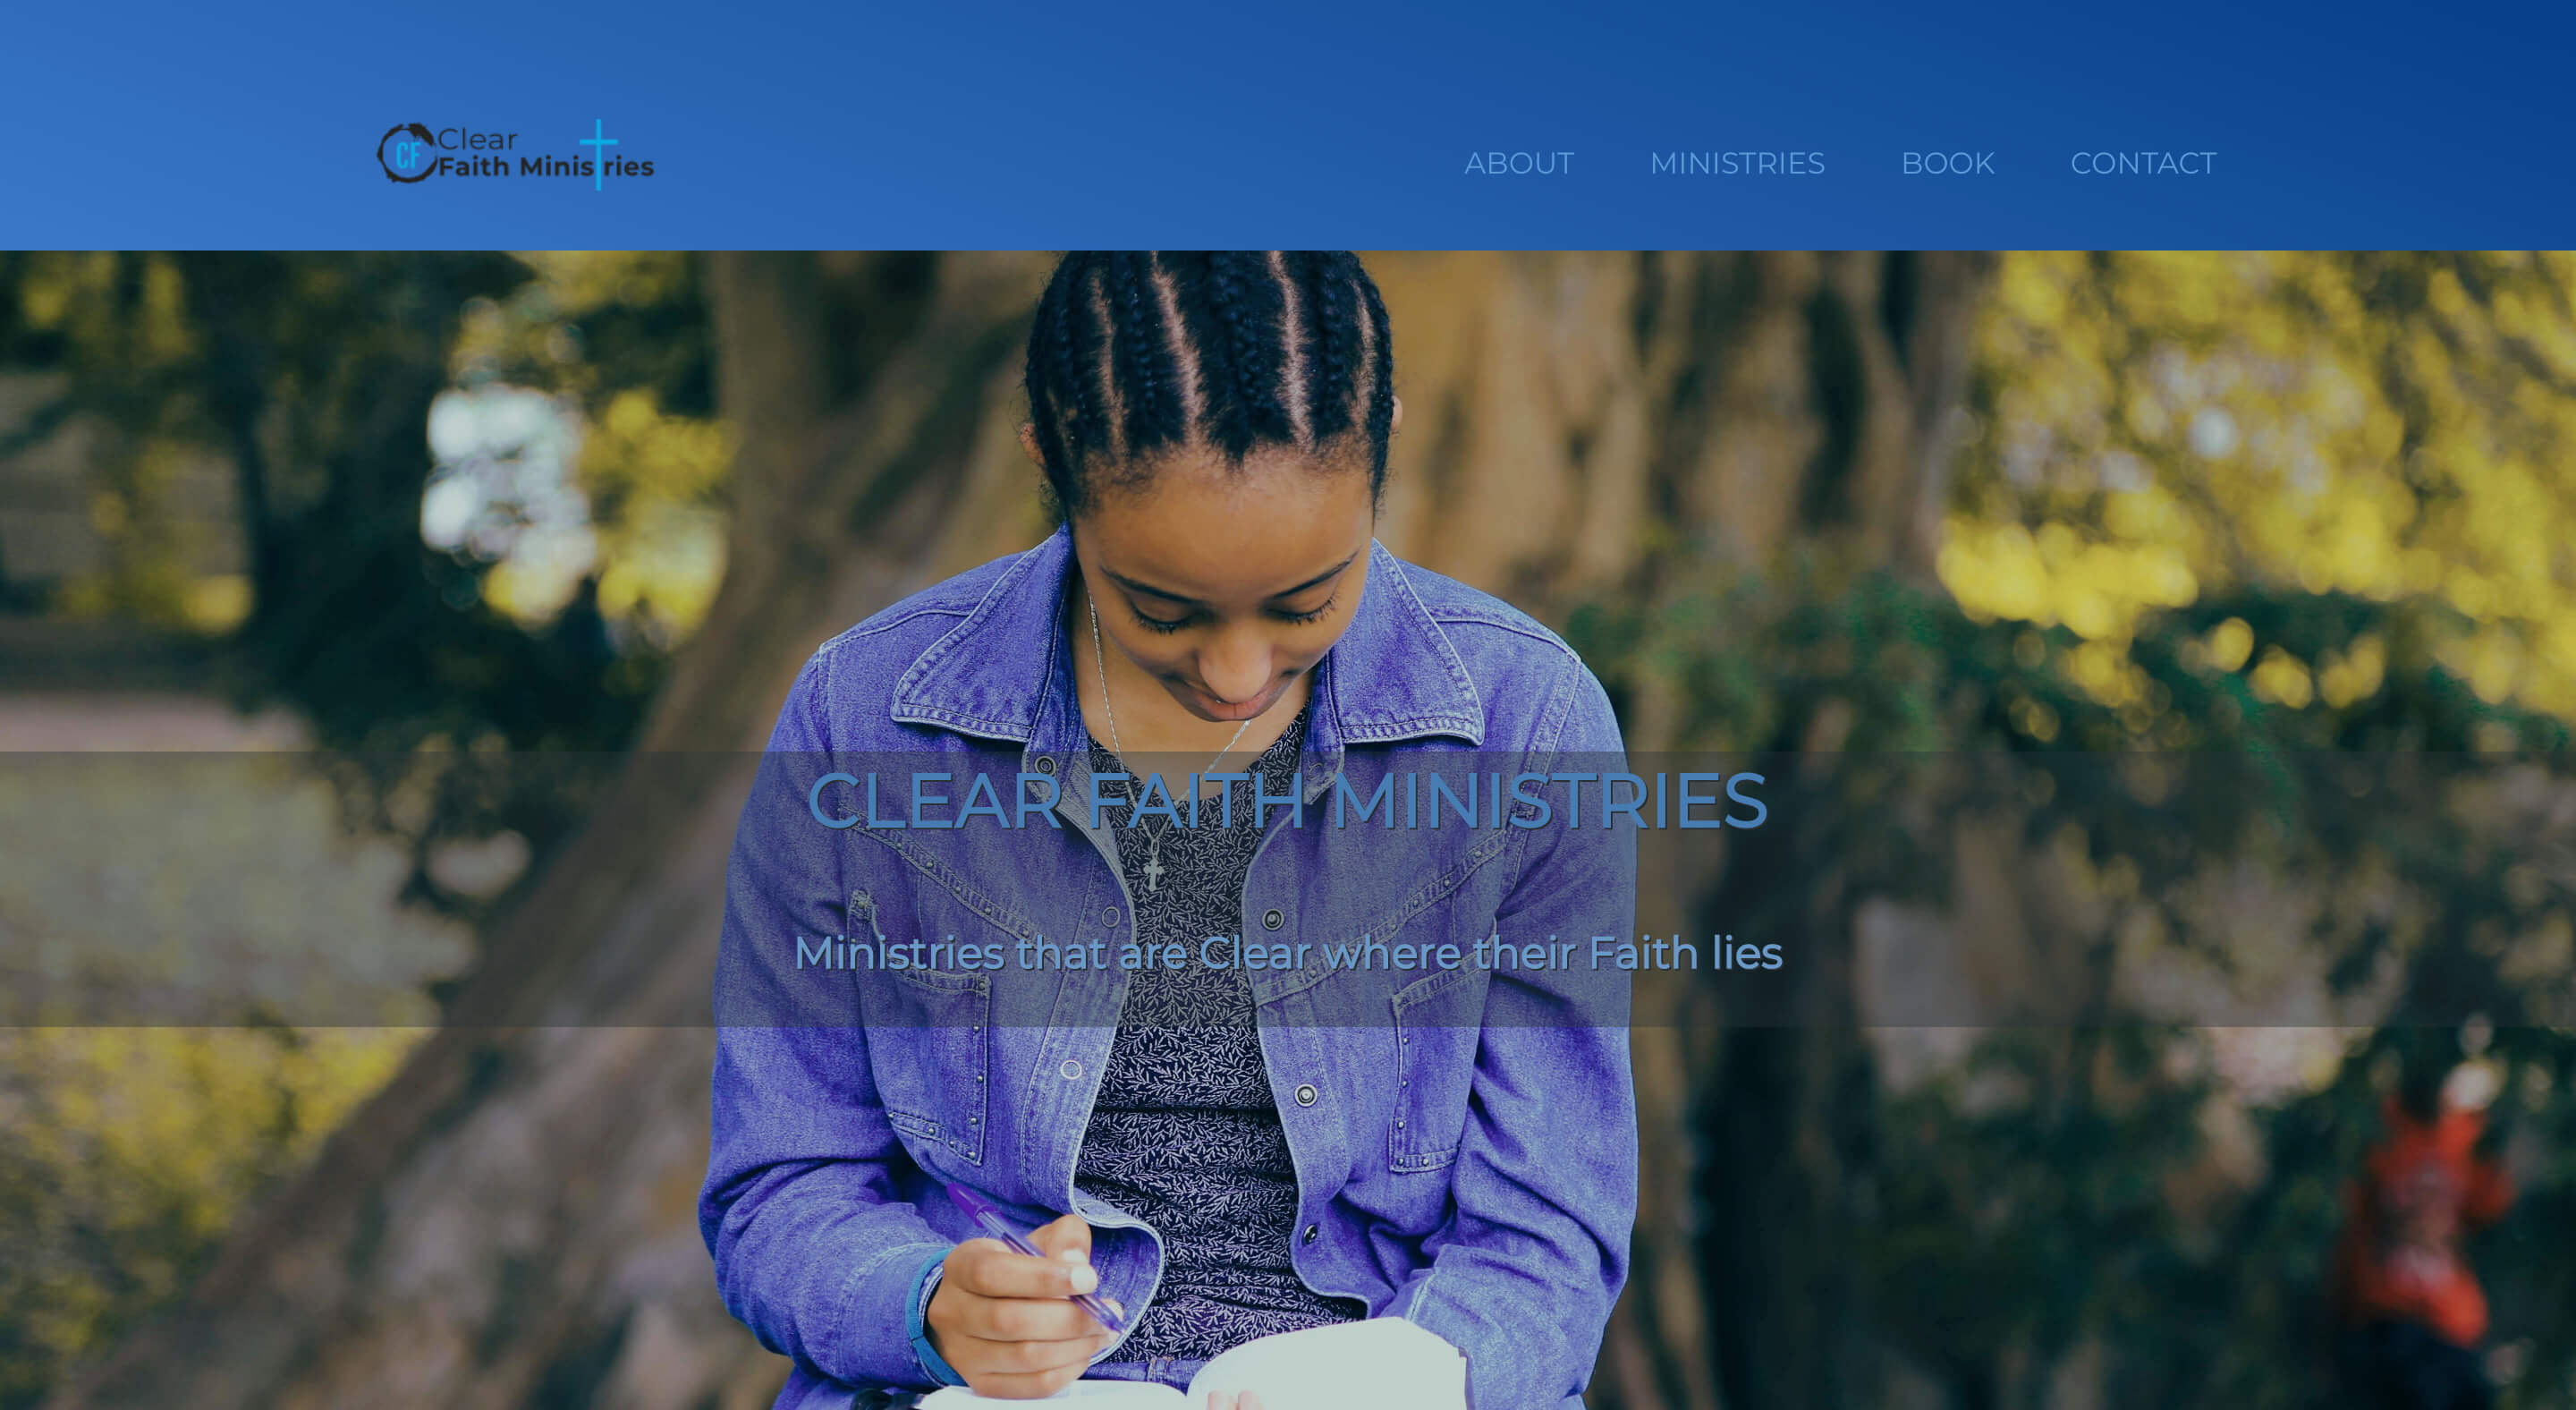 CF
Clear
Faith Ministries
ABOUT MINISTRIES BOOK CONTACT
CLEAR FAITH MINISTRIES
Ministries that are Clear where their Faith lies